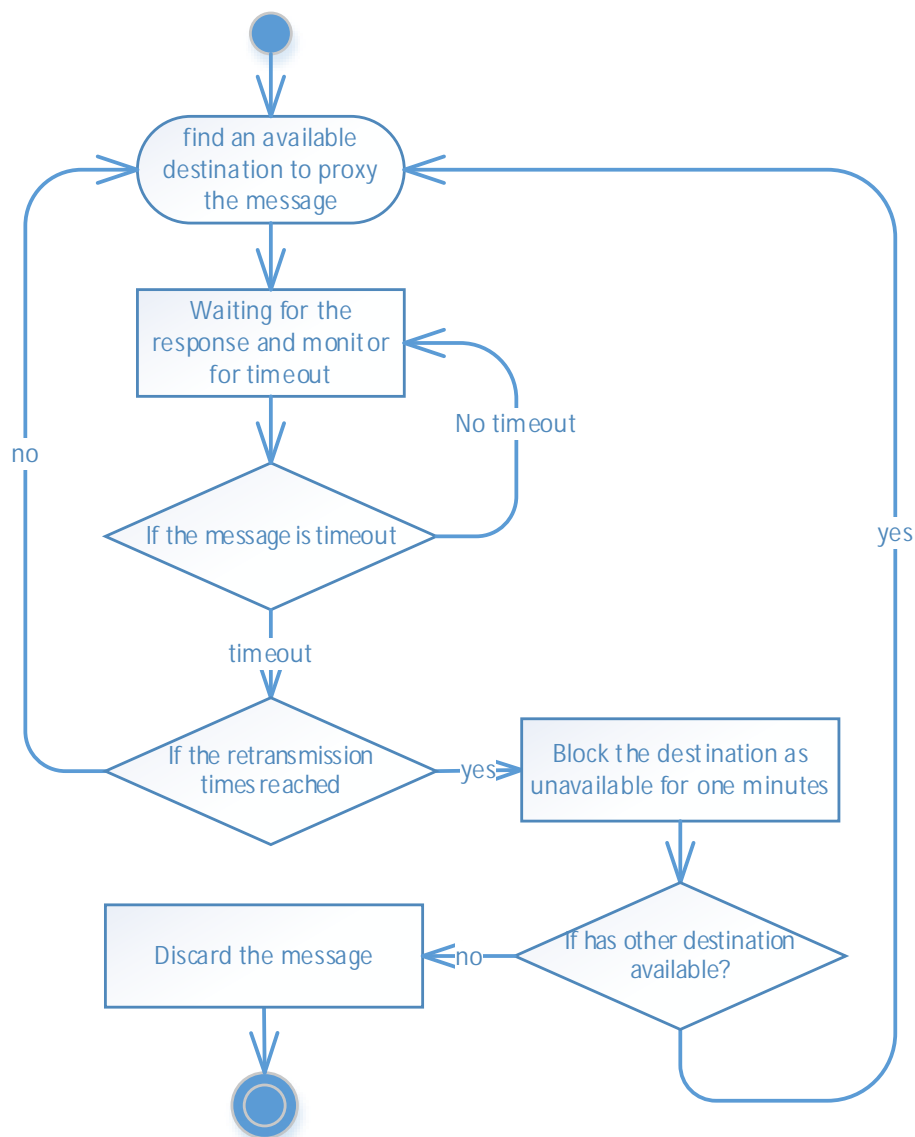 find an available
destination to proxy
the message
Waiting for the
response and monitor
for timeout
No timeout
no
If the message is timeout
yes
timeout
If the retransmission
times reached
yes
Block the destination as
unavailable for one minutes
If has other destination
available?
no
Discard the message